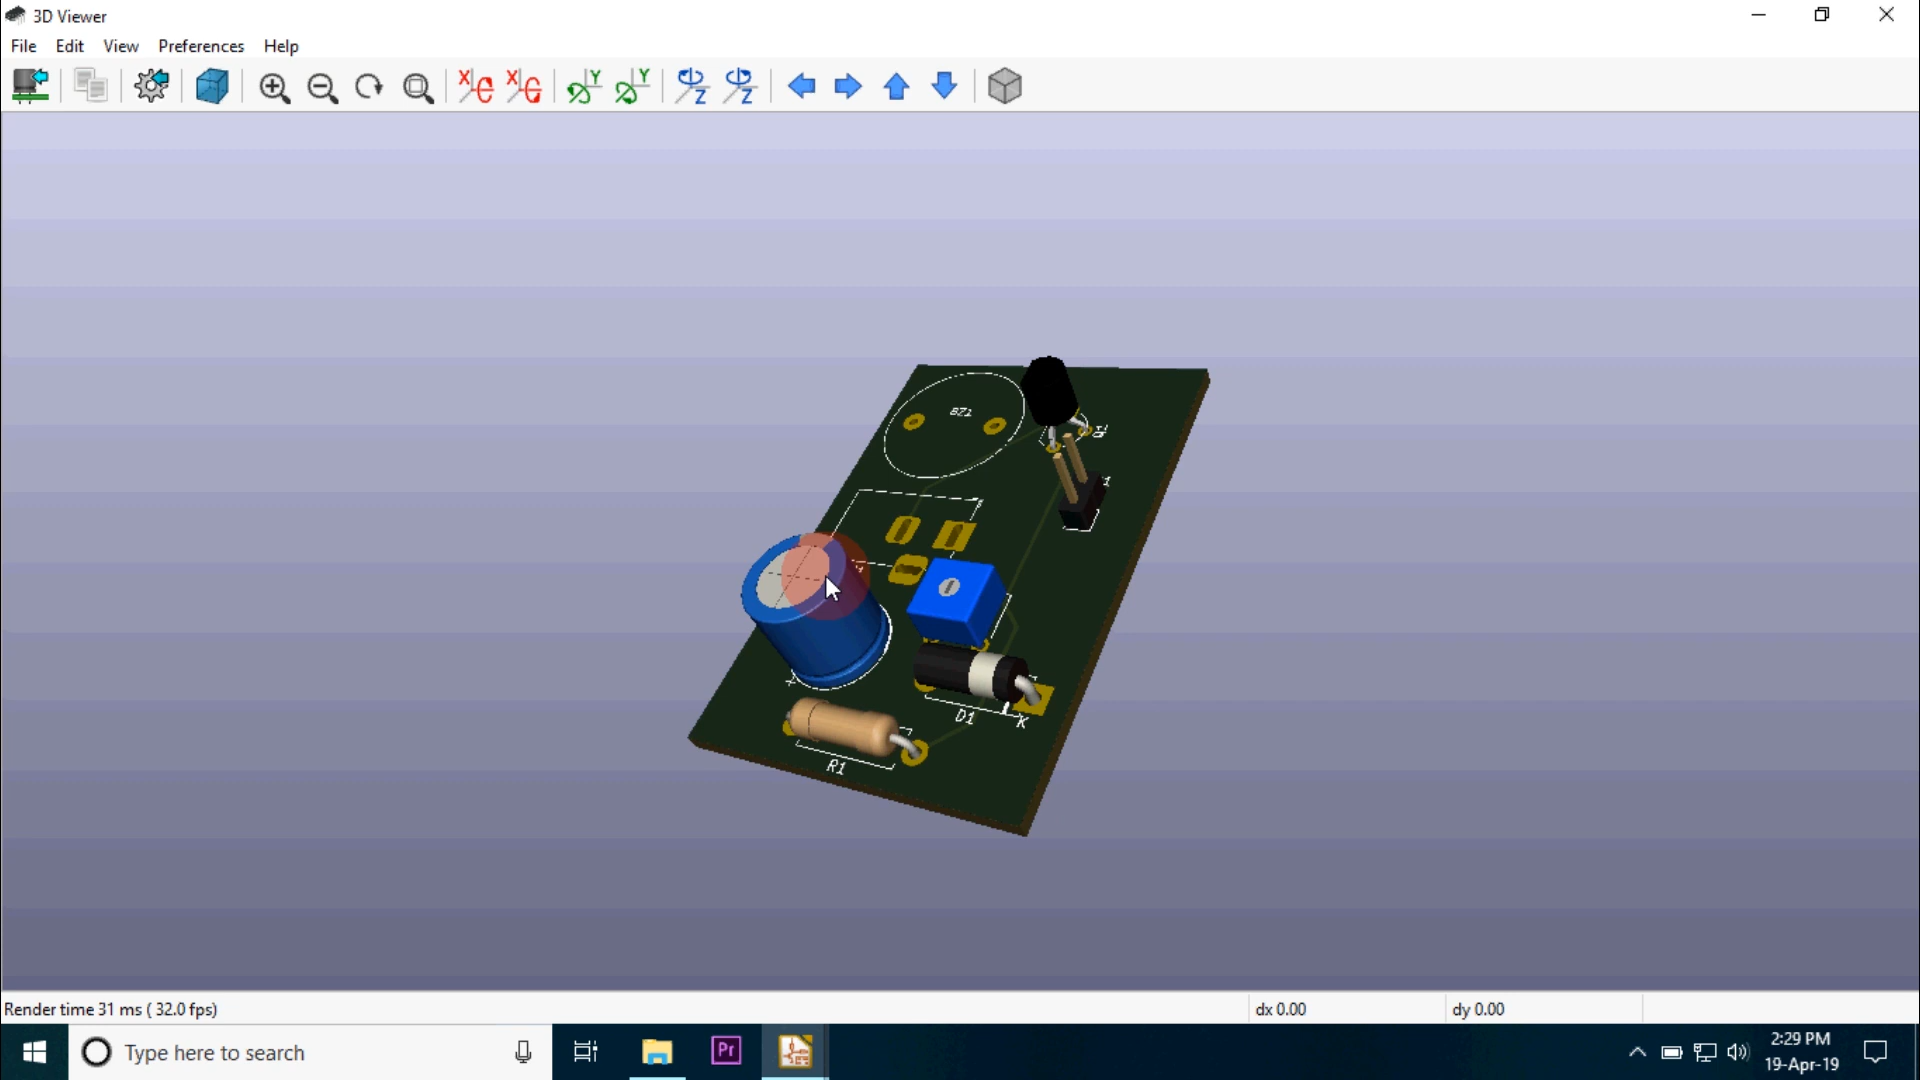 3D Viewer
File Edit View Preferences Help
BZ1
D1
K
R1
Render time 31 ms ( 32.0 fps)
dx 0.00
dy 0.00
Type here to search
Pr
2:29 PM
19-Apr-19